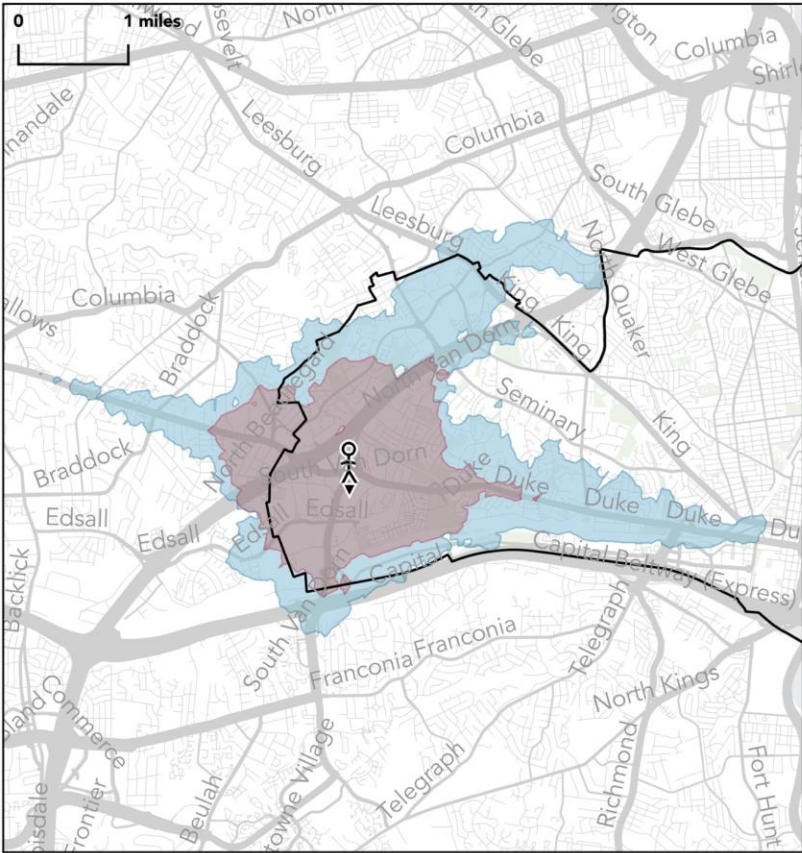 0
1 miles
Columbia
South Glebe
Leesburg
Columbia
South Glebe
Leesburg
West Glebe
North Quaker
King
King
Columbia
Braddock
North Van Dorn
North Beauregard
Seminary
King
Braddock
South Van Dorn
Duke
Duke
Duke
Duke
Edsall
Edsall
Edsall
Edsall
Capital
Capital Beltway (Express)
Backlick
South Van Dorn
Franconia
Franconia
Telegraph
North Kings
Commerce
Telegraph
Richmond
Fort Hunt
Frontier
Beulah